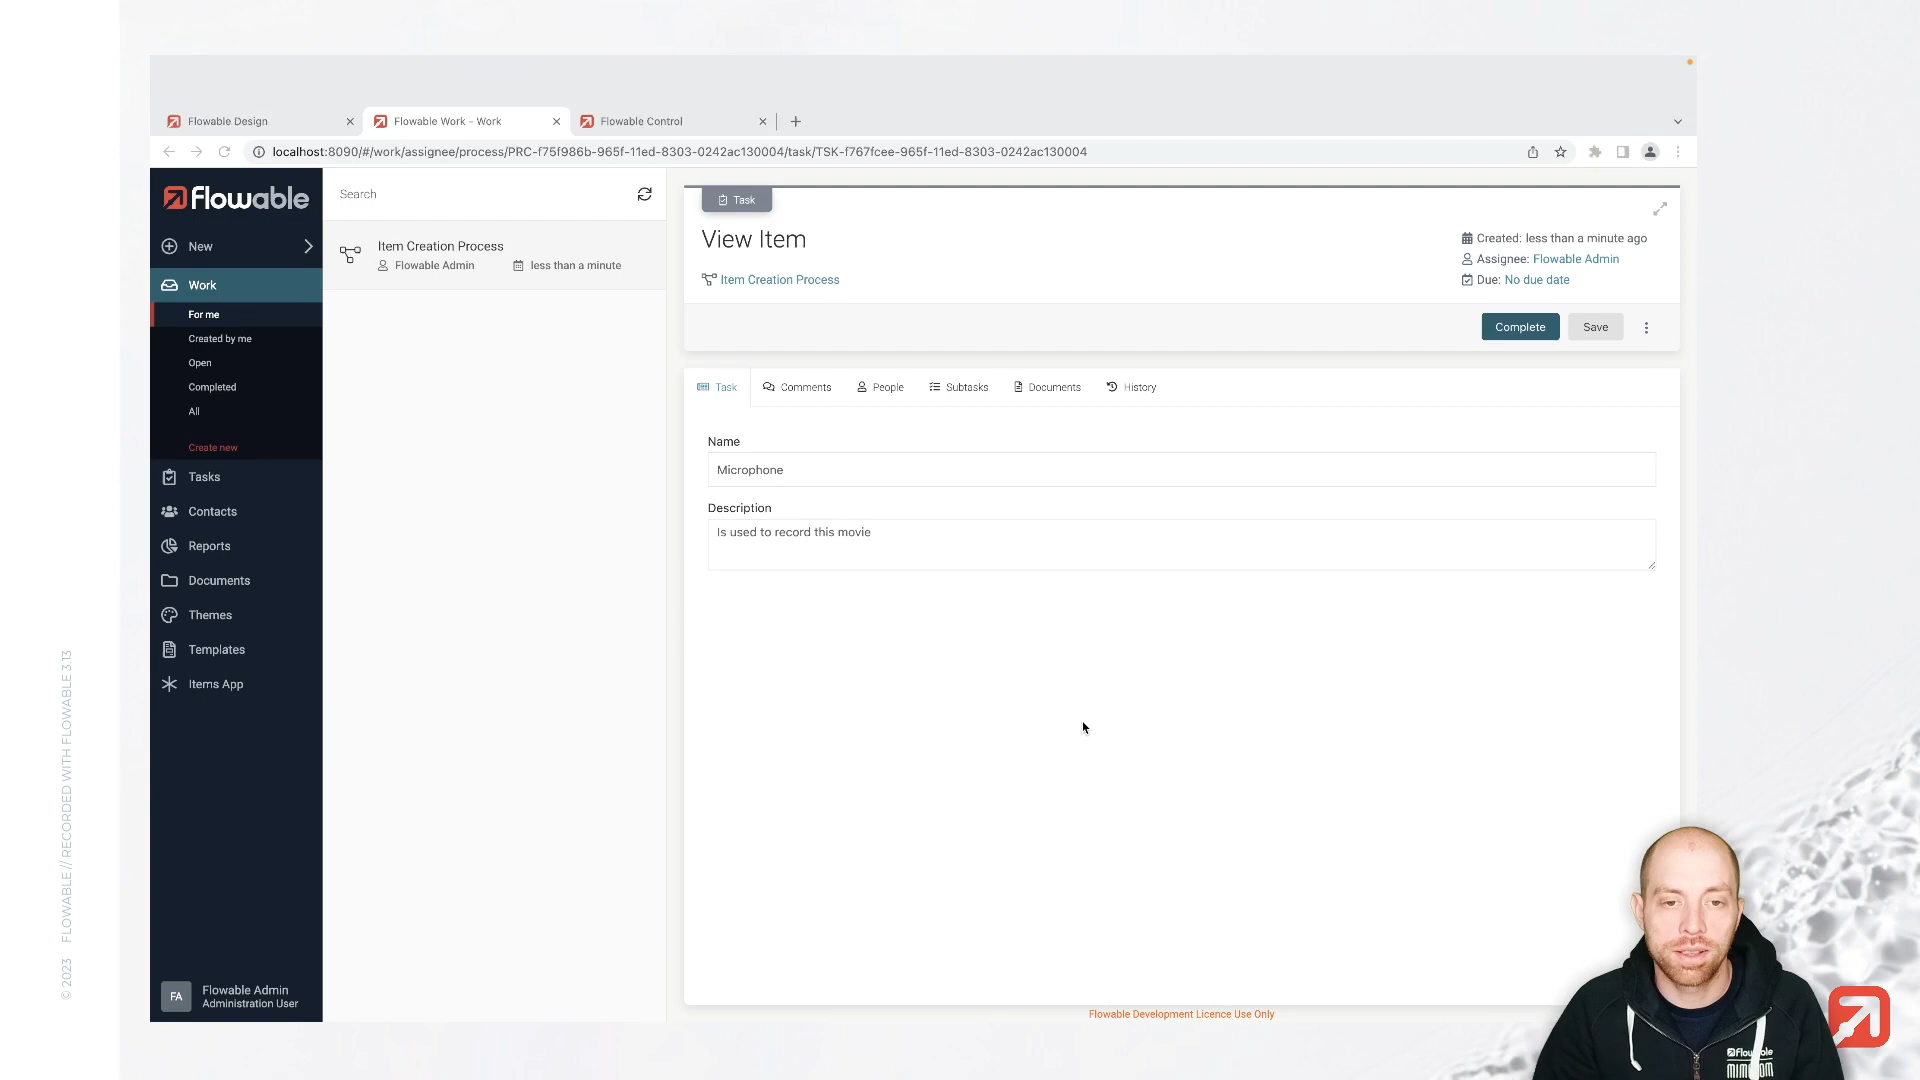 Flowable Design
Flowable Work - Work
Flowable Control
localhost:8090/#/work/assignee/process/PRC-f75f986b-965f-11ed-8303-0242ac130004/task/TSK-f767fcee-965f-11ed-8303-0242ac130004
Flowable
New
Work
For me
Created by me
Open
Completed
All
Create new
Tasks
Contacts
Reports
Documents
Themes
Templates
Items App
FA
Flowable Admin
Administration User
Search
Item Creation Process
Flowable Admin
less than a minute
Task
View Item
Item Creation Process
Created: less than a minute ago
Assignee: Flowable Admin
Due: No due date
Complete
Save
Task
Comments
People
Subtasks
Documents
History
Name
Microphone
Description
Is used to record this movie
Flowable Development Licence Use Only
© 2023 FLOWABLE // RECORDED WITH FLOWABLE 3.13
Flowable